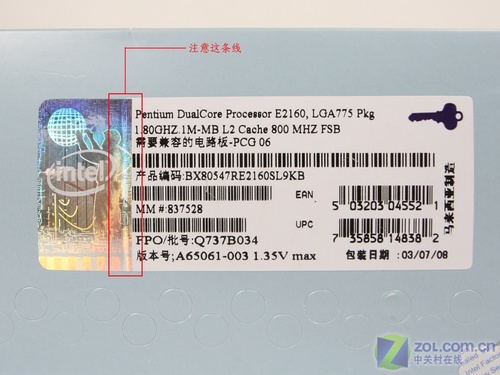 注意这条线
Pentium DualCore Processor E2160, LGA775 Pkg
1.80GHZ.1M-MB L2 Cache 800 MHZ FSB
需要兼容的电路板-PCG 06
产品编码:BX80547RE2160SL9KB
EAN
5 03203 04552 1
MM #:837528
UPC
7 35858 14838 2
FPO/批号:Q737B034
版本号:A65061-003 1.35V max
包装日期:03/07/08
马来西亚制造
intel
ZOL.com.cn
中关村在线
Intel Facto